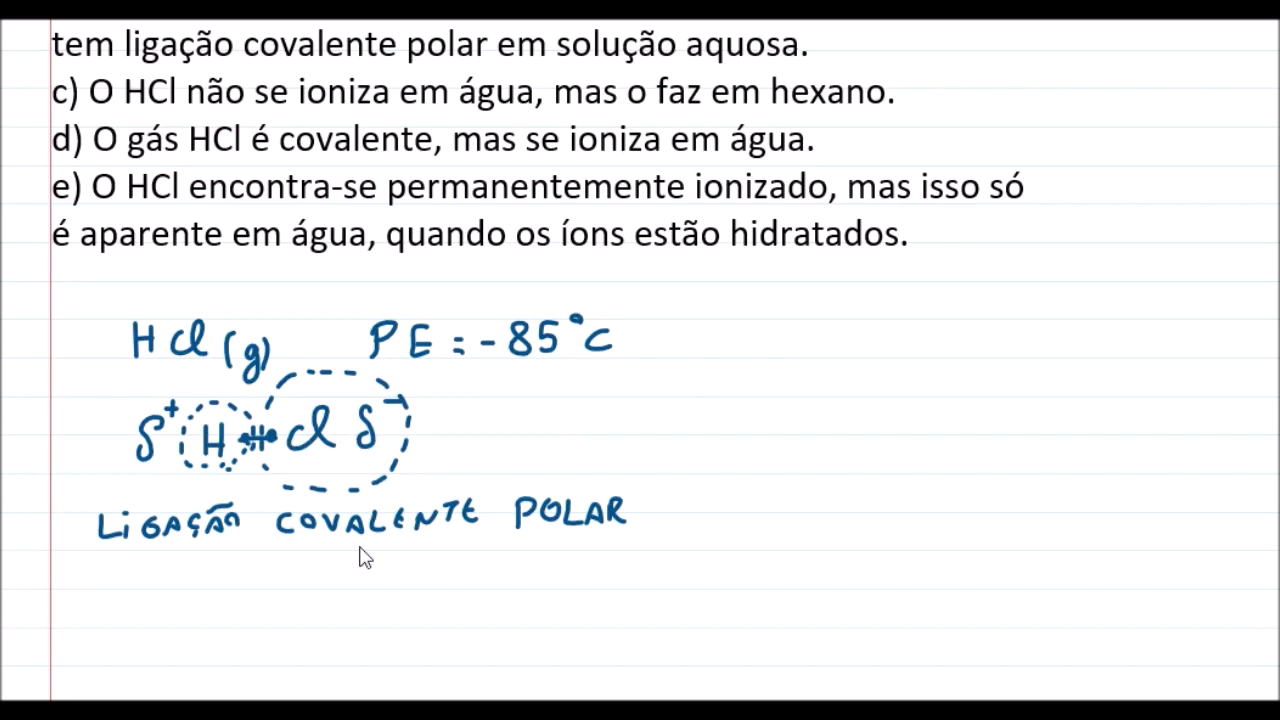 tem ligação covalente polar em solução aquosa.
c) O HCl não se ioniza em água, mas o faz em hexano.
d) O gás HCl é covalente, mas se ioniza em água.
e) O HCl encontra-se permanentemente ionizado, mas isso só
é aparente em água, quando os íons estão hidratados.
HCl(g) PE = -85°C
δ⁺ H Cl δ⁻
LiGAÇÃO COVALENTE POLAR